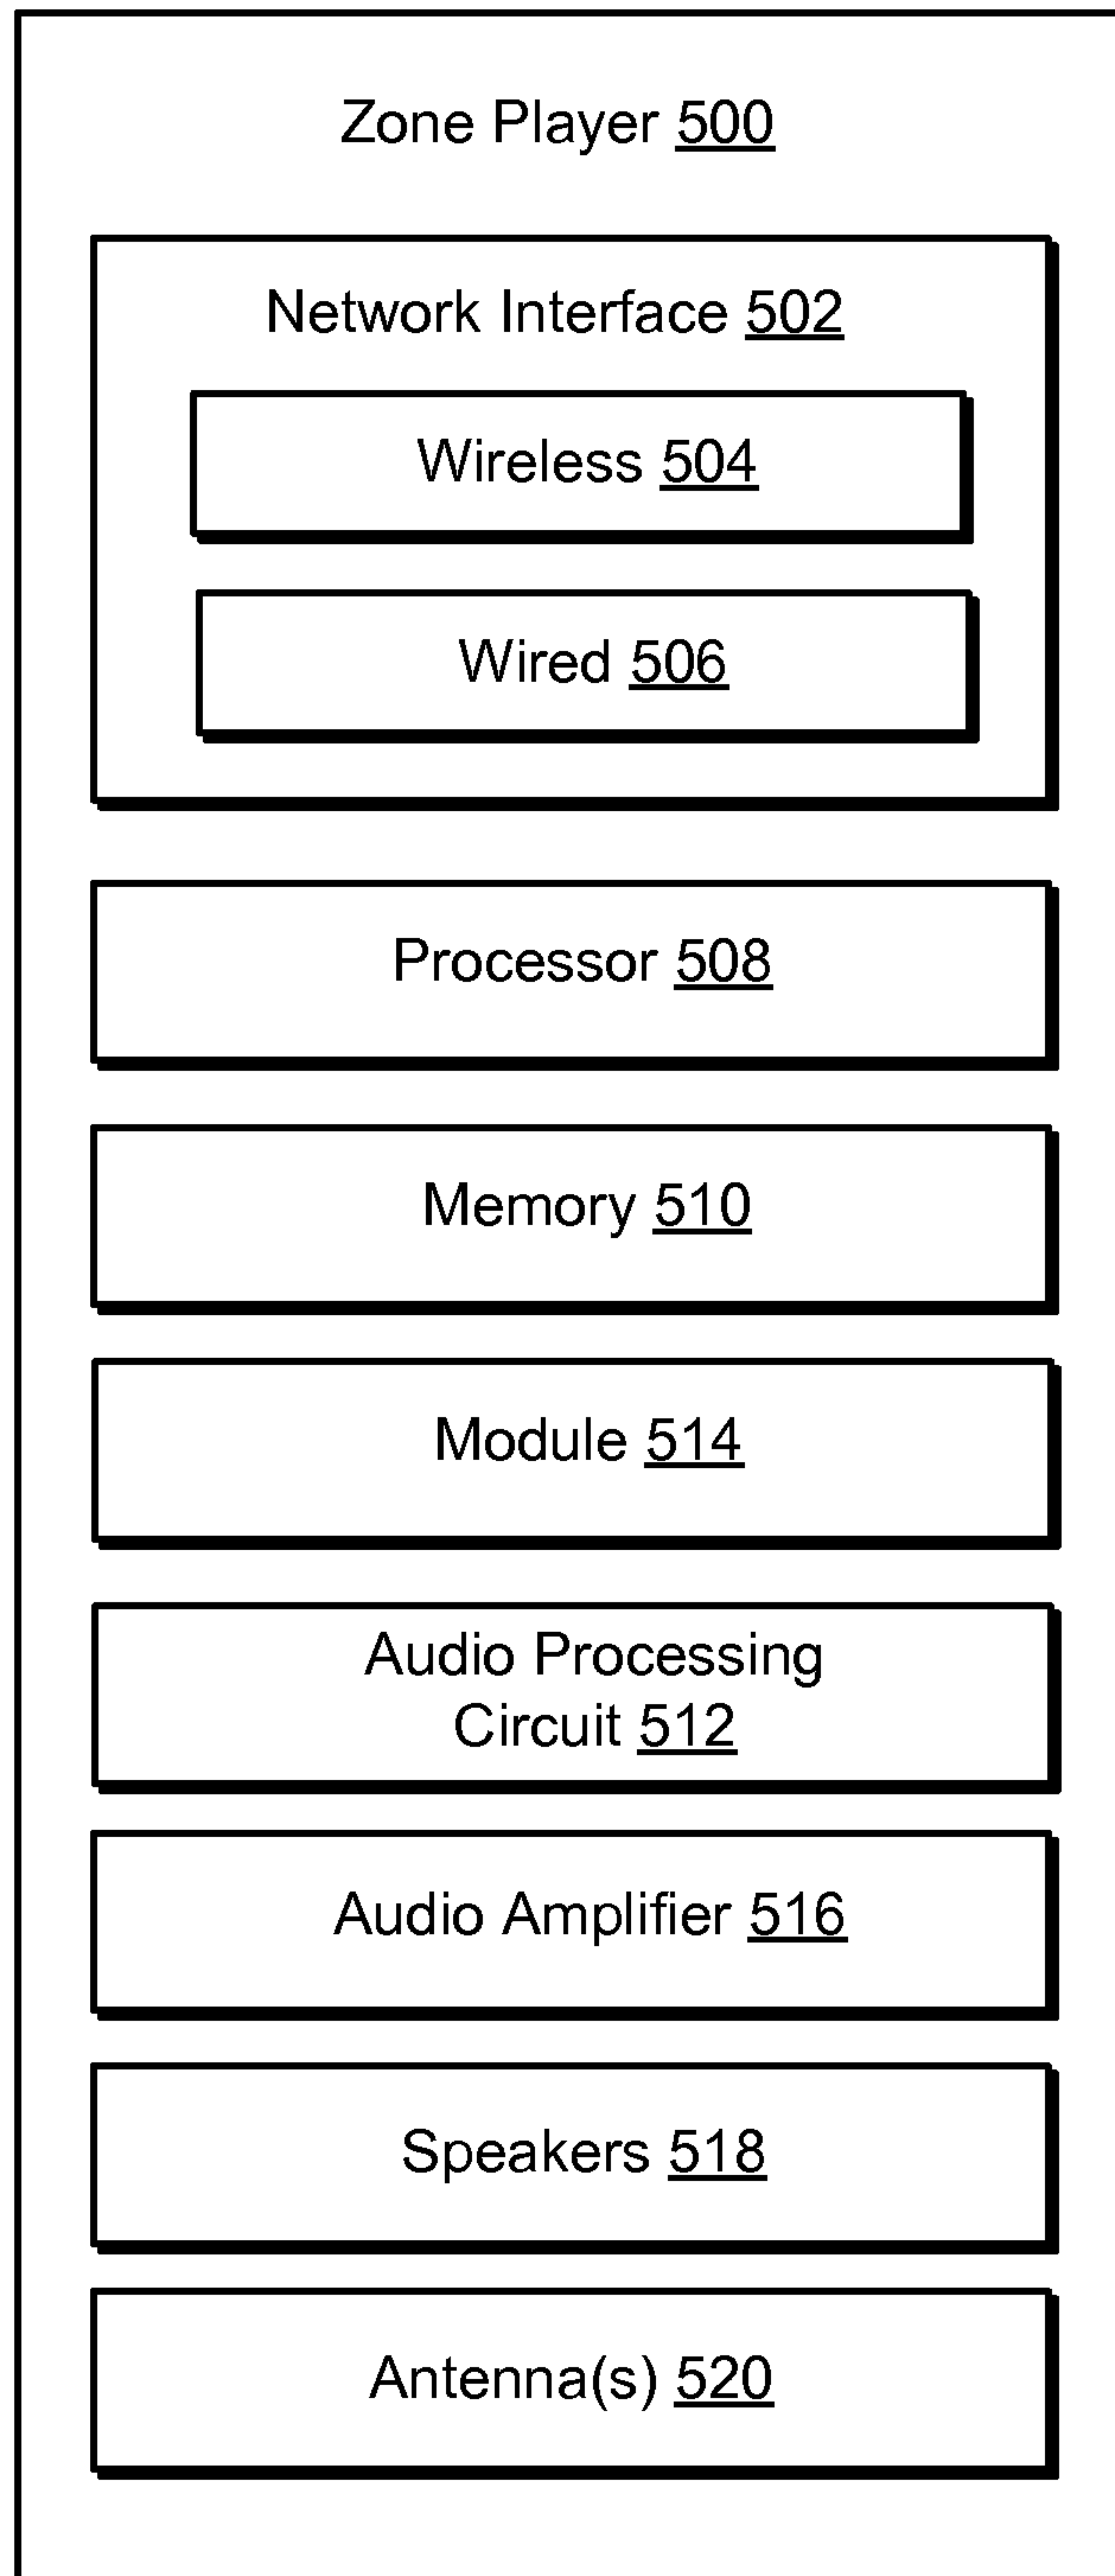 Zone Player 500
Network Interface 502
Wireless 504
Wired 506
Processor 508
Memory 510
Module 514
Audio Processing
Circuit 512
Audio Amplifier 516
Speakers 518
Antenna(s) 520